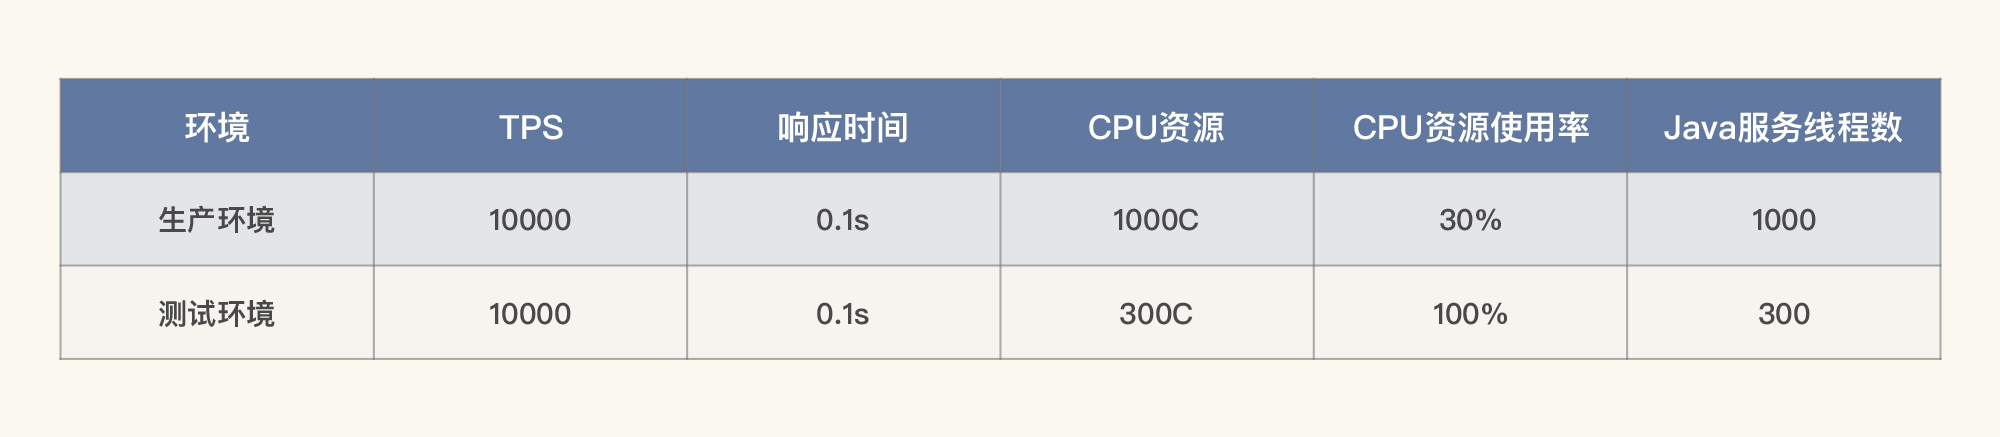 环境 TPS 响应时间 CPU资源 CPU资源使用率 Java服务线程数
生产环境 10000 0.1s 1000C 30% 1000
测试环境 10000 0.1s 300C 100% 300